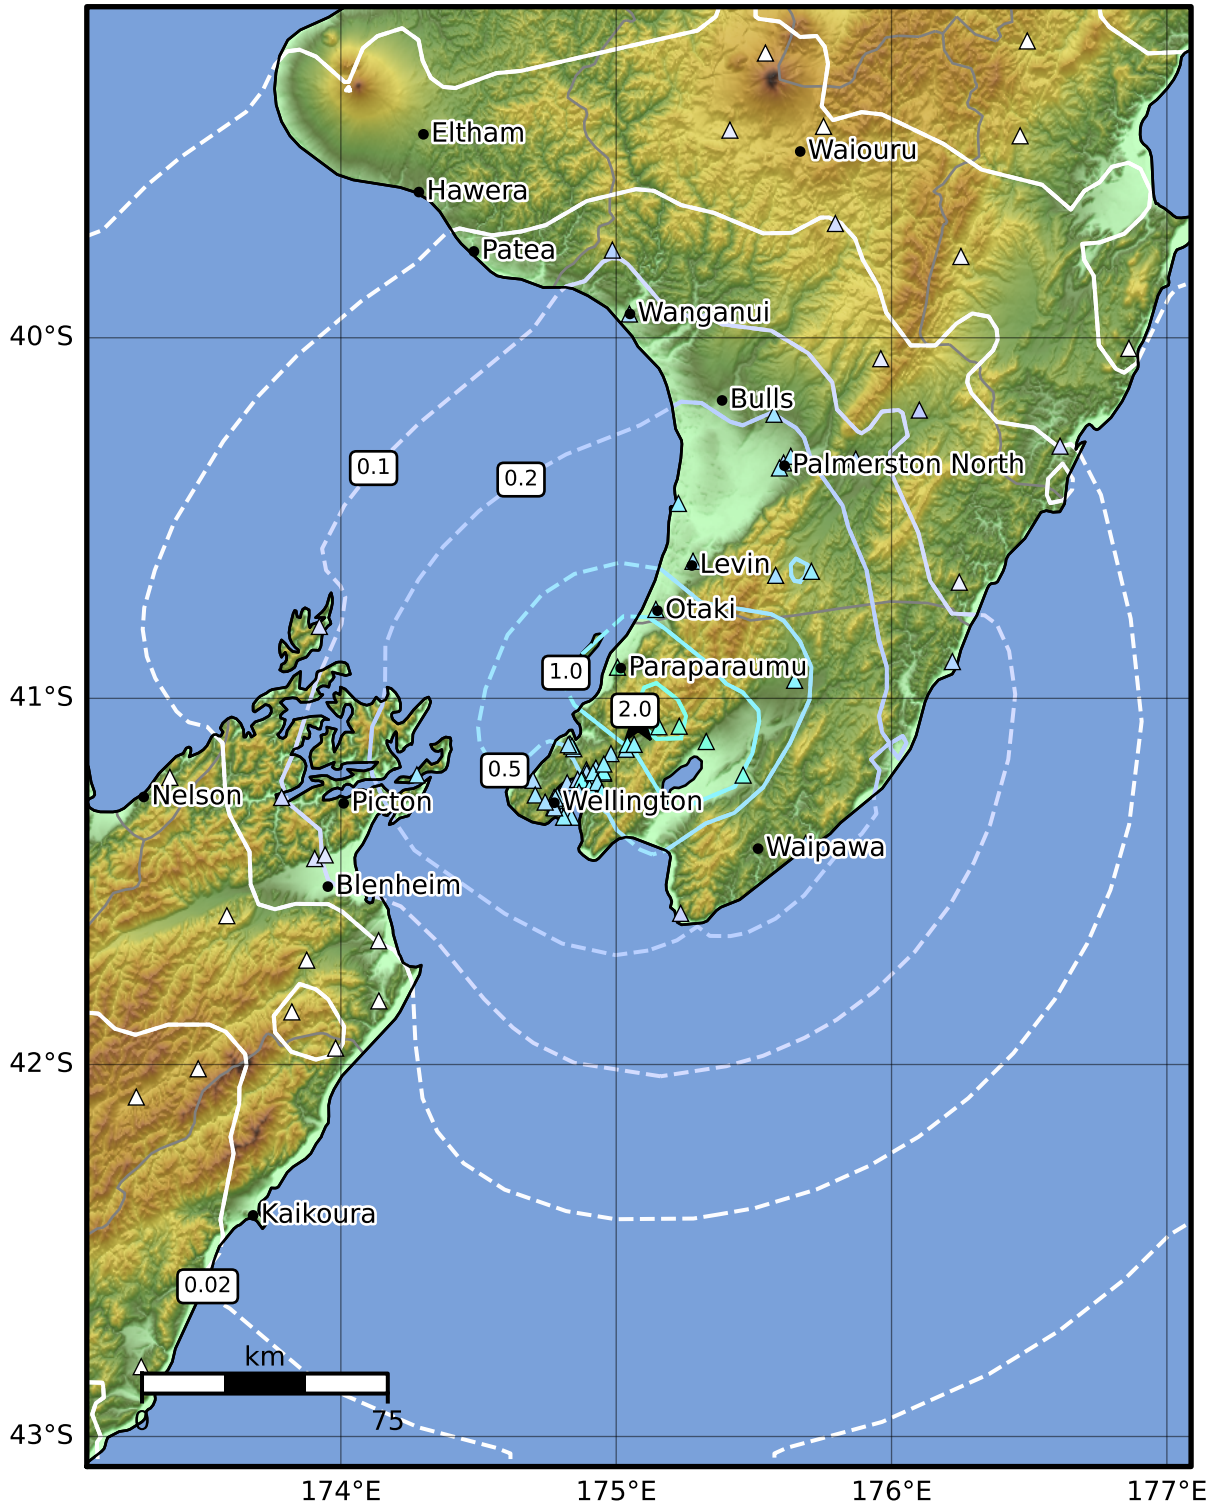 Eltham
Waiouru
Hawera
Patea
Wanganui
40°S
Bulls
0.1
0.2
Palmerston North
Levin
Otaki
1.0
Paraparaumu
41°S
2.0
0.5
Nelson
Picton
Wellington
Waipawa
Blenheim
42°S
Kaikoura
0.02
km
0
75
43°S
174°E
175°E
176°E
177°E